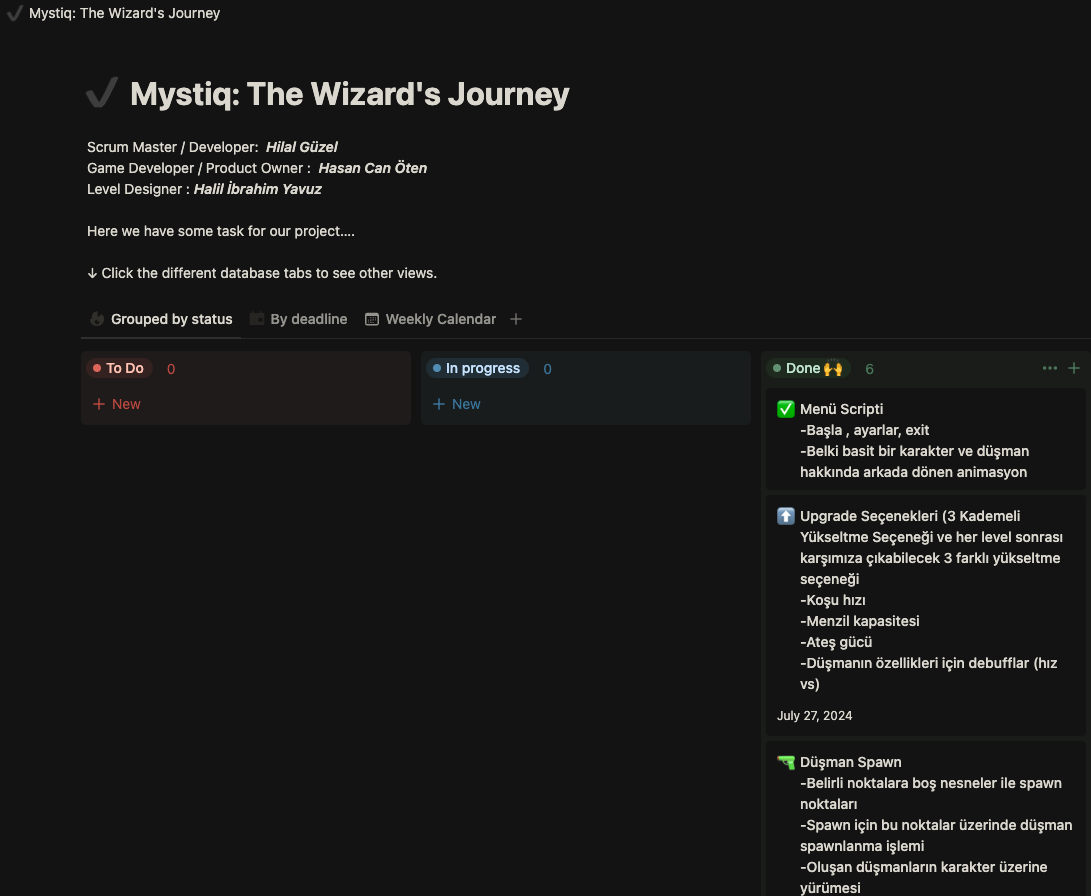 Mystiq: The Wizard's Journey
Mystiq: The Wizard's Journey
Scrum Master / Developer: Hilal Güzel
Game Developer / Product Owner : Hasan Can Öten
Level Designer : Halil İbrahim Yavuz
Here we have some task for our project....
↓ Click the different database tabs to see other views.
Grouped by status
By deadline
Weekly Calendar
To Do 0
+ New
In progress 0
+ New
Done🙌 6
Menü Scripti
-Başla , ayarlar, exit
-Belki basit bir karakter ve düşman
hakkında arkada dönen animasyon
Upgrade Seçenekleri (3 Kademeli
Yükseltme Seçeneği ve her level sonrası
karşımıza çıkabilecek 3 farklı yükseltme
seçeneği
-Koşu hızı
-Menzil kapasitesi
-Ateş gücü
-Düşmanın özellikleri için debufflar (hız
vs)
July 27, 2024
Düşman Spawn
-Belirli noktalara boş nesneler ile spawn
noktaları
-Spawn için bu noktalar üzerinde düşman
spawnlanma işlemi
-Oluşan düşmanların karakter üzerine
yürümesi